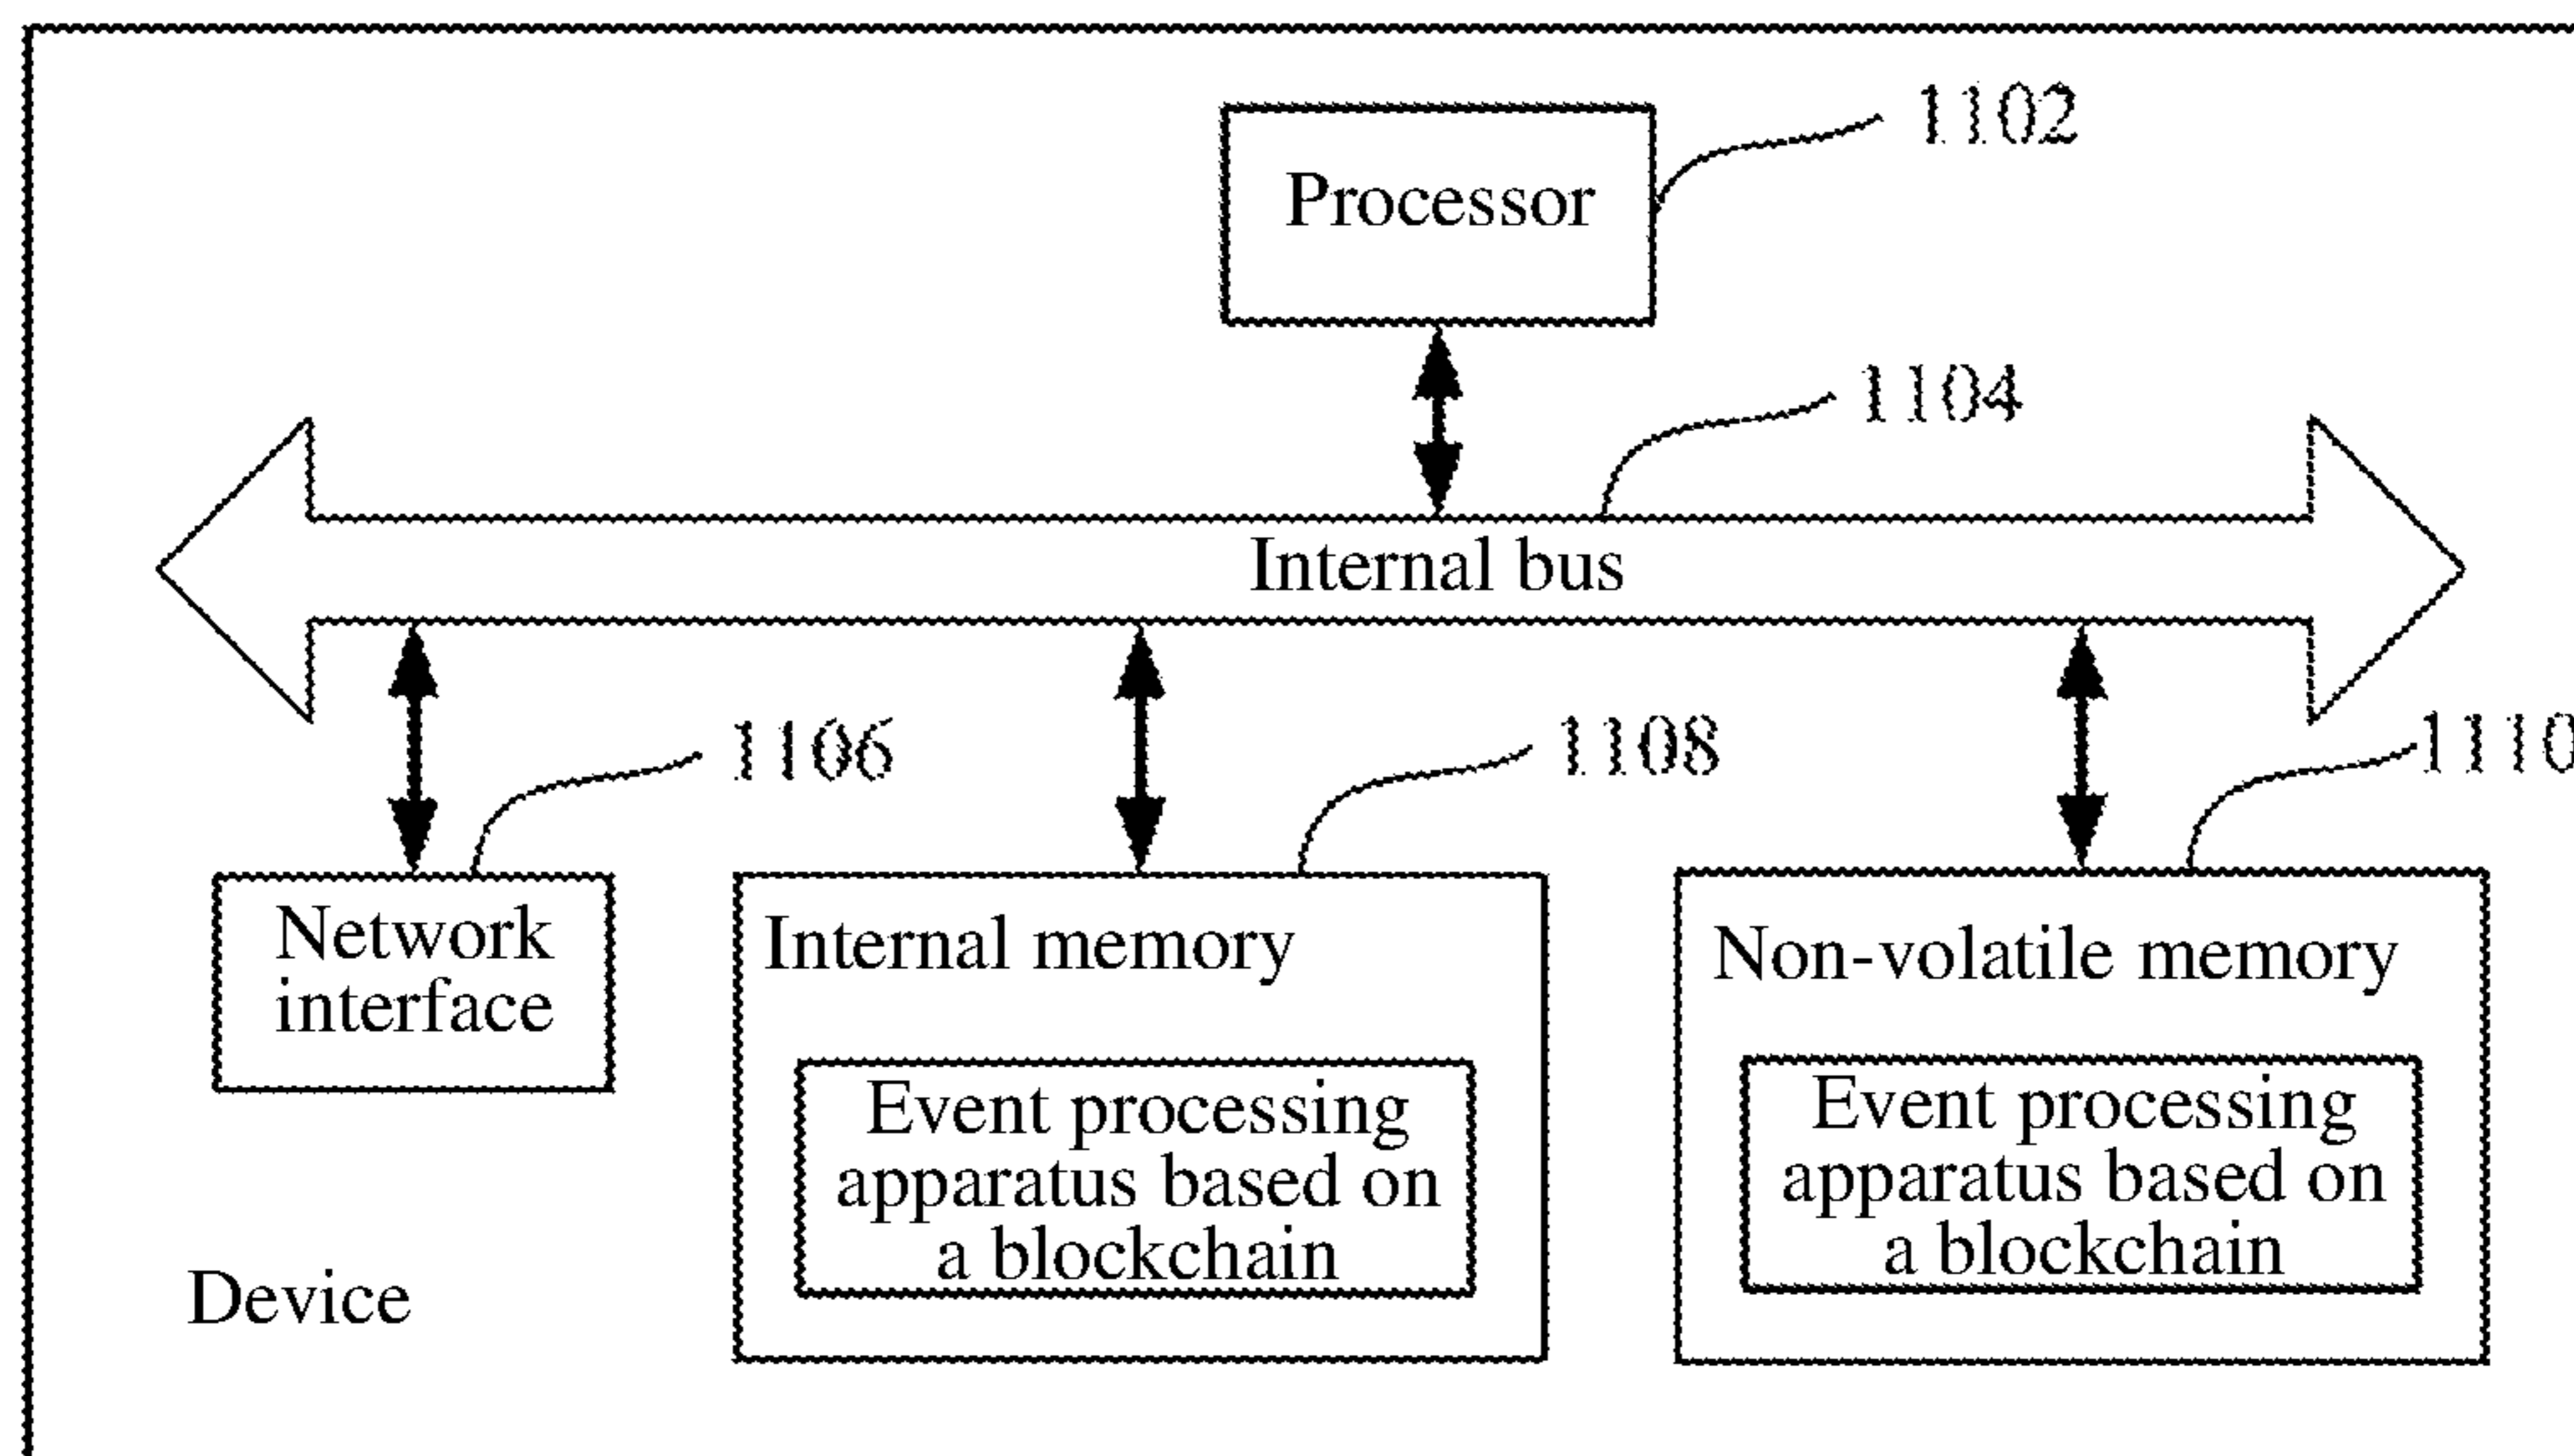 1102
Processor
1104
Internal bus
1106
1108
1110
Network
interface
Internal memory
Non-volatile memory
Event processing
apparatus based on
a blockchain
Event processing
apparatus based on
a blockchain
Device